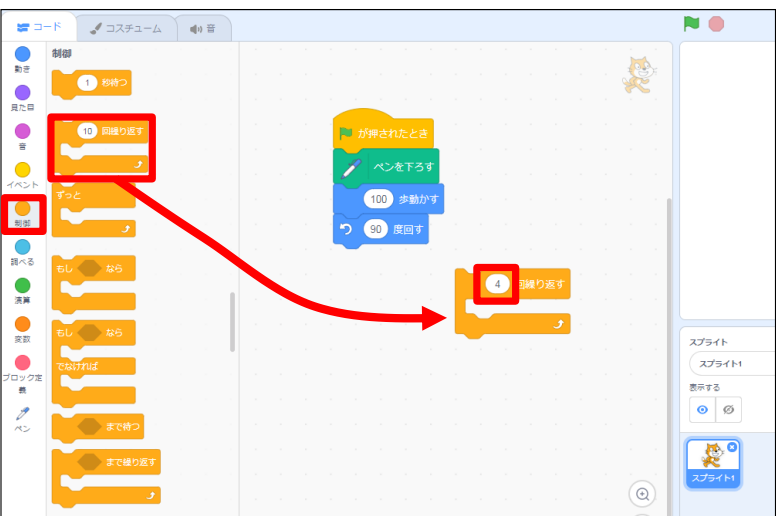 コード
コスチューム
音
動き
見た目
音
イベント
制御
調べる
演算
変数
ブロック定
義
ペン
制御
1 秒待つ
10 回繰り返す
ずっと
もし なら
もし なら
でなければ
まで待つ
まで繰り返す
が押されたとき
ペンを下ろす
100 歩動かす
90 度回す
4 回繰り返す
スプライト
スプライト1
表示する
スプライト1